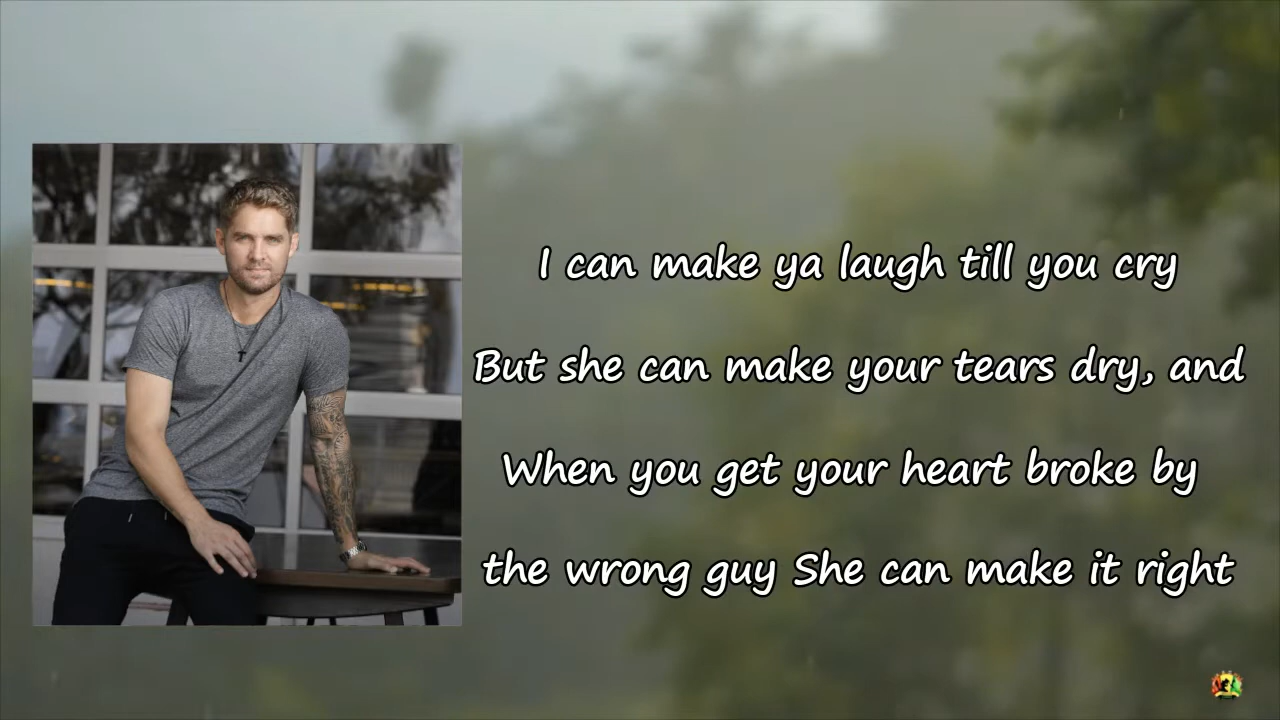 I can make ya laugh till you cry
But she can make your tears dry, and
When you get your heart broke by
the wrong guy She can make it right